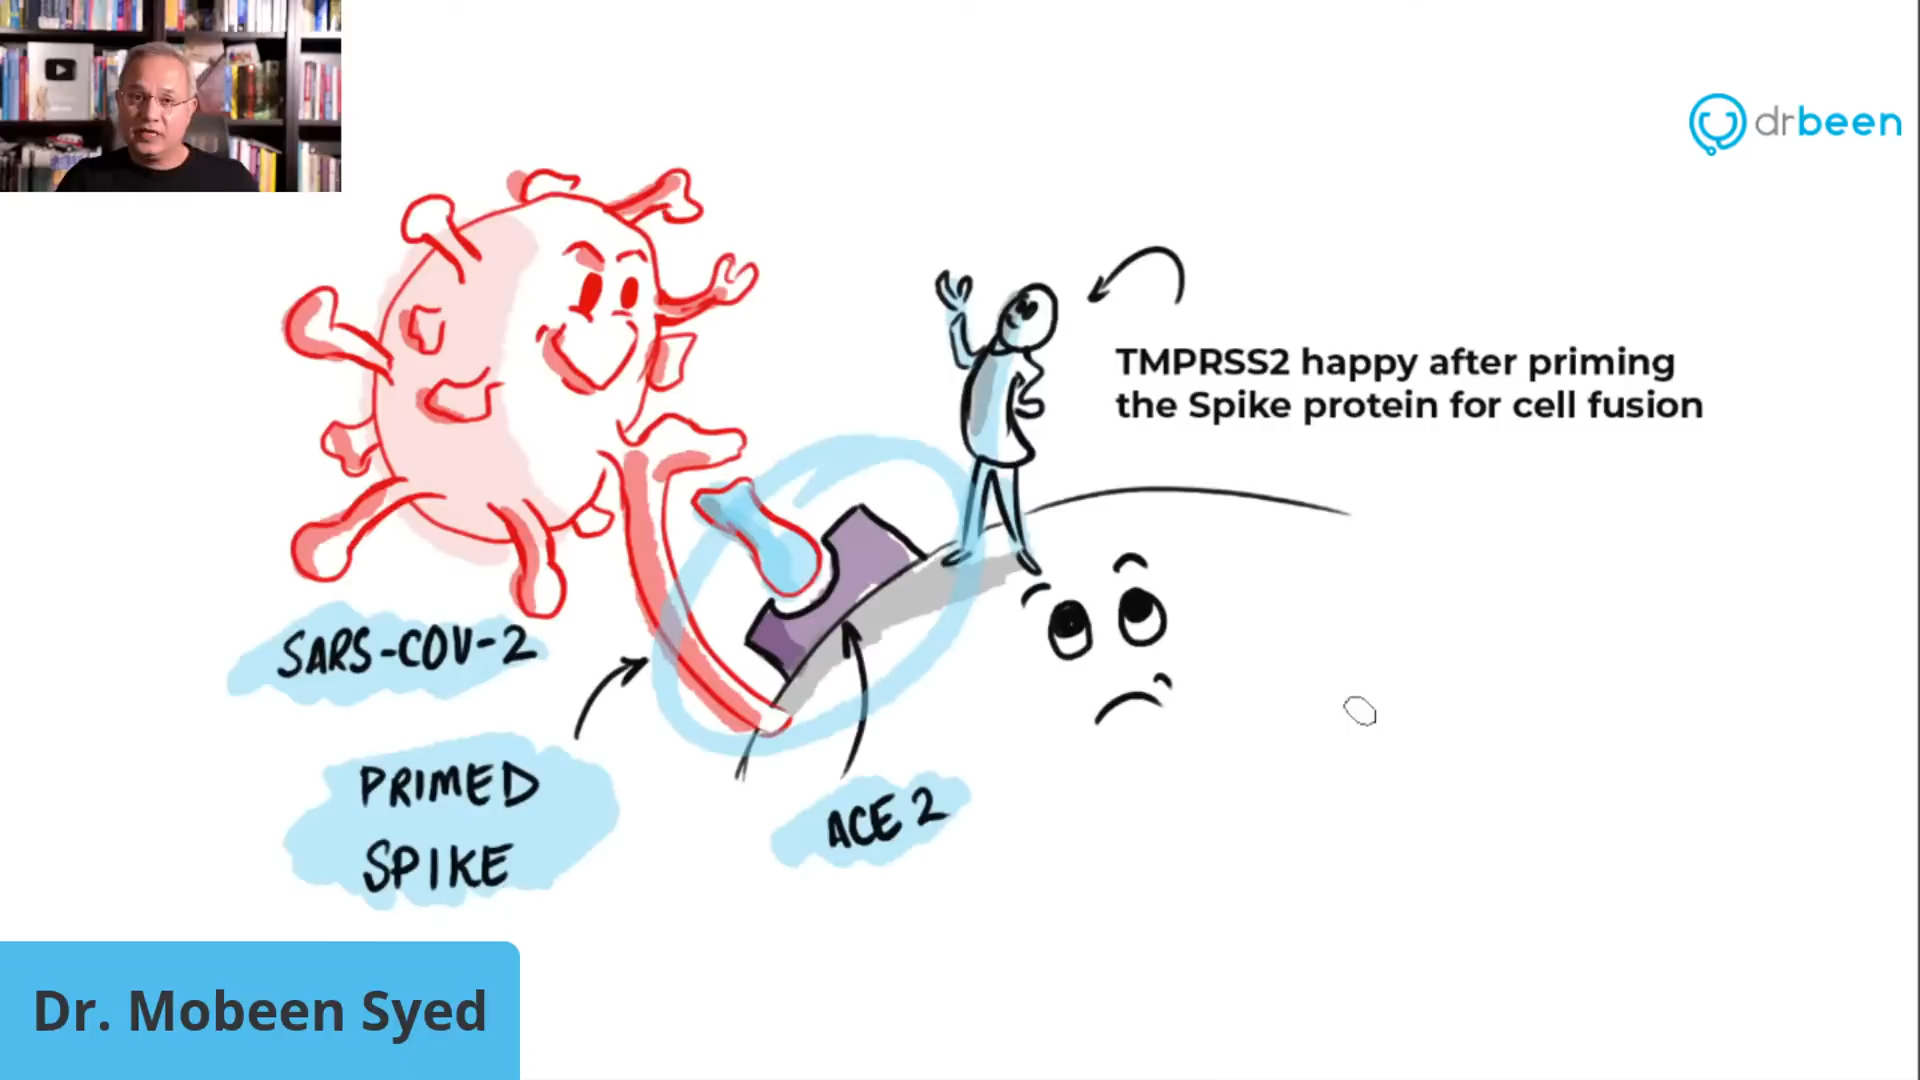 drbeen
TMPRSS2 happy after priming
the Spike protein for cell fusion
SARS-COV-2
PRIMED
SPIKE
ACE 2
Dr. Mobeen Syed